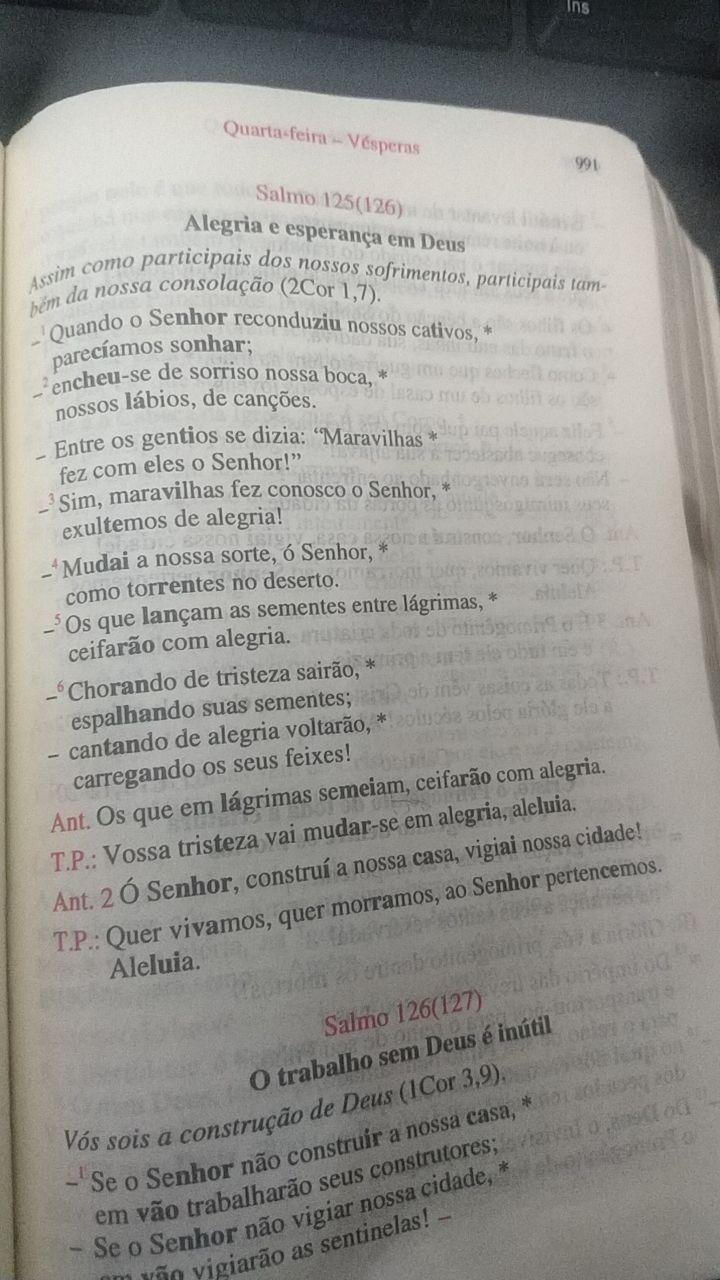 Ins
Quarta-feira – Vésperas
991
Salmo 125(126)
Alegria e esperança em Deus
Assim como participais dos nossos sofrimentos, participais tam-
bém da nossa consolação (2Cor 1,7).
–¹ Quando o Senhor reconduziu nossos cativos, *
parecíamos sonhar;
–² encheu-se de sorriso nossa boca, *
nossos lábios, de canções.
– Entre os gentios se dizia: “Maravilhas *
fez com eles o Senhor!”
–³ Sim, maravilhas fez conosco o Senhor, *
exultemos de alegria!
–⁴ Mudai a nossa sorte, ó Senhor, *
como torrentes no deserto.
–⁵ Os que lançam as sementes entre lágrimas, *
ceifarão com alegria.
–⁶ Chorando de tristeza sairão, *
espalhando suas sementes;
– cantando de alegria voltarão, *
carregando os seus feixes!
Ant. Os que em lágrimas semeiam, ceifarão com alegria.
T.P.: Vossa tristeza vai mudar-se em alegria, aleluia.
Ant. 2 Ó Senhor, construí a nossa casa, vigiai nossa cidade!
T.P.: Quer vivamos, quer morramos, ao Senhor pertencemos.
Aleluia.
Salmo 126(127)
O trabalho sem Deus é inútil
Vós sois a construção de Deus (1Cor 3,9).
–¹ Se o Senhor não construir a nossa casa, *
em vão trabalharão seus construtores;
– Se o Senhor não vigiar nossa cidade, *
em vão vigiarão as sentinelas! –